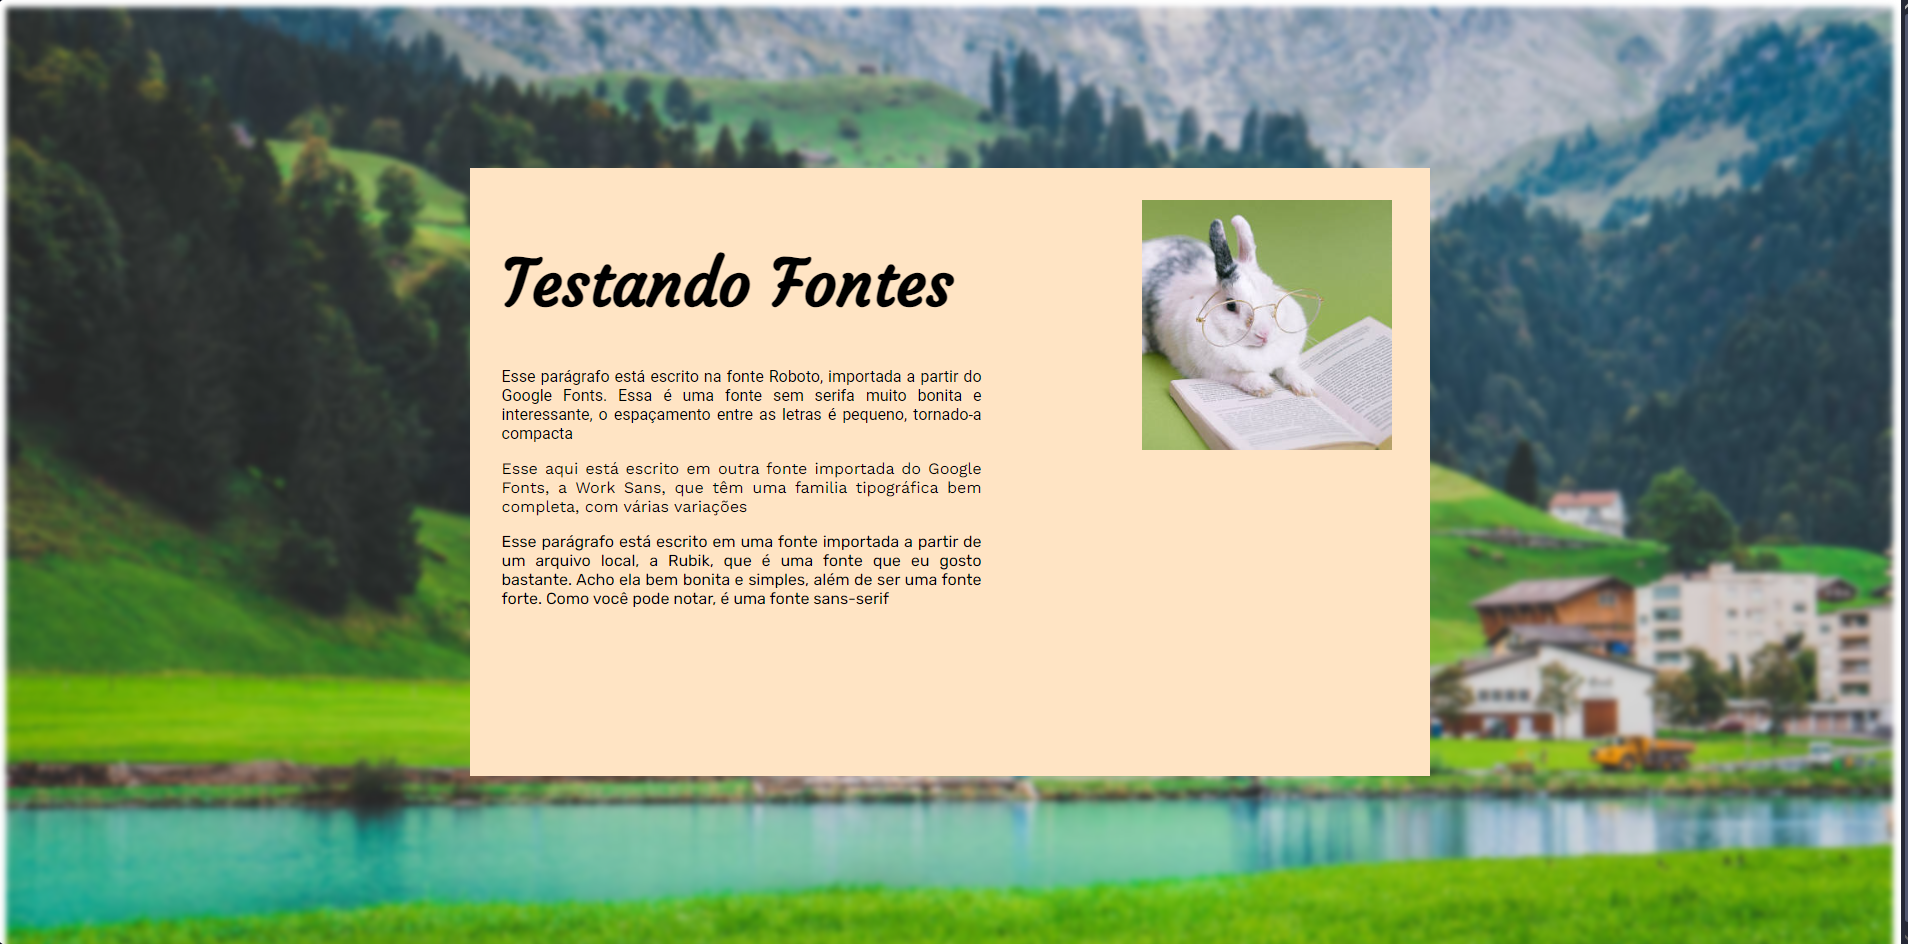 Testando Fontes
Esse parágrafo está escrito na fonte Roboto, importada a partir do
Google Fonts. Essa é uma fonte sem serifa muito bonita e
interessante, o espaçamento entre as letras é pequeno, tornado-a
compacta
Esse aqui está escrito em outra fonte importada do Google
Fonts, a Work Sans, que têm uma familia tipográfica bem
completa, com várias variações
Esse parágrafo está escrito em uma fonte importada a partir de
um arquivo local, a Rubik, que é uma fonte que eu gosto
bastante. Acho ela bem bonita e simples, além de ser uma fonte
forte. Como você pode notar, é uma fonte sans-serif